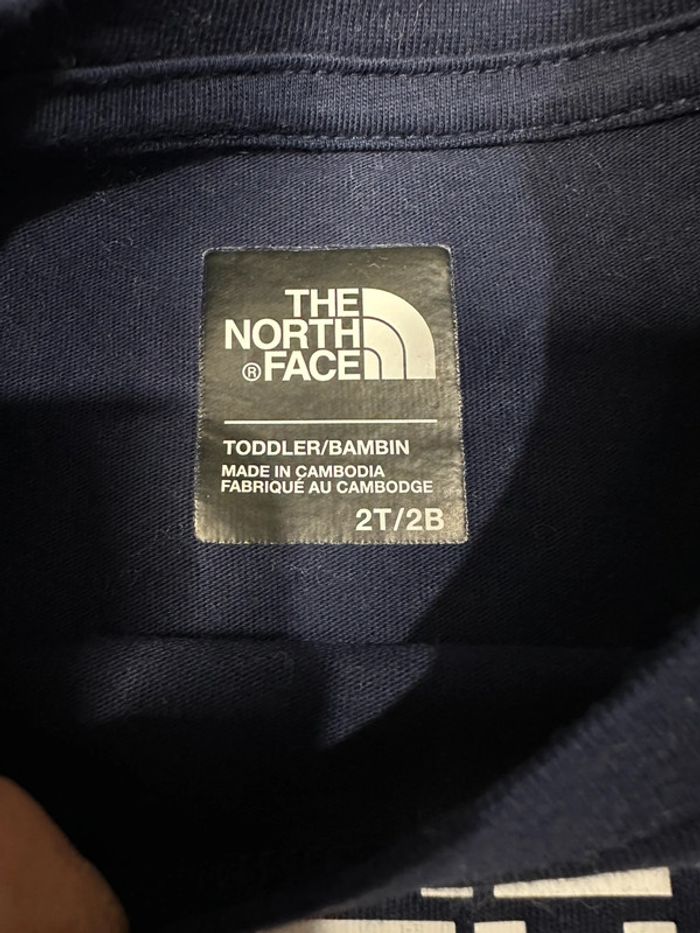 THE
NORTH
®FACE
TODDLER/BAMBIN
MADE IN CAMBODIA
FABRIQUÉ AU CAMBODGE
2T/2B